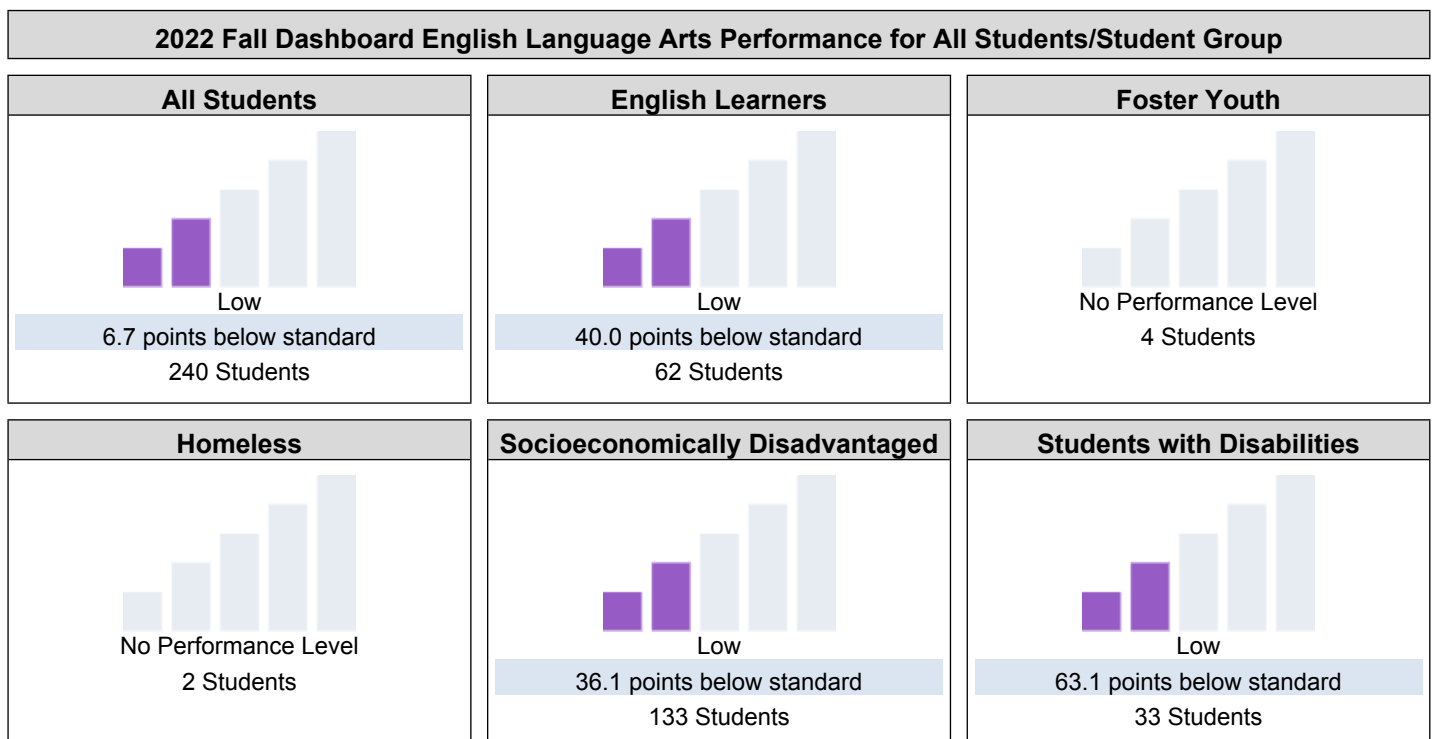 2022 Fall Dashboard English Language Arts Performance for All Students/Student Group
All Students
Low
6.7 points below standard
240 Students
English Learners
Low
40.0 points below standard
62 Students
Foster Youth
No Performance Level
4 Students
Homeless
No Performance Level
2 Students
Socioeconomically Disadvantaged
Low
36.1 points below standard
133 Students
Students with Disabilities
Low
63.1 points below standard
33 Students